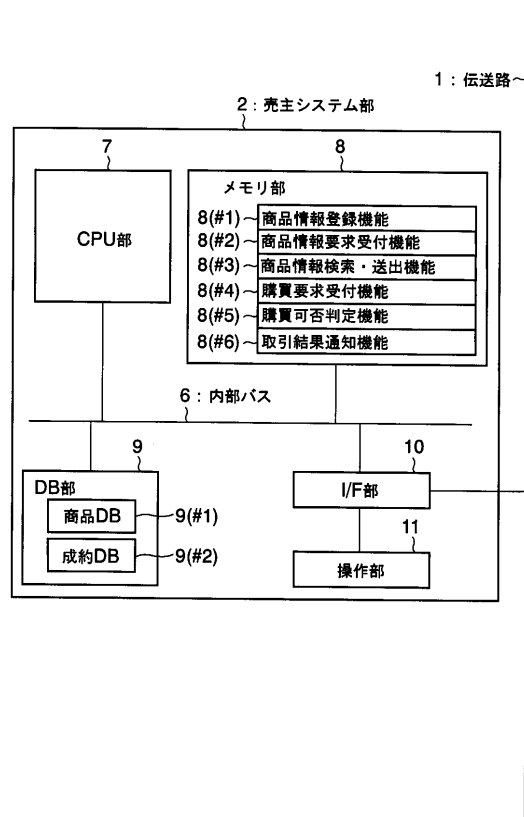 1：伝送路
2：売主システム部
7
8
CPU部
メモリ部
8(#1) 商品情報登録機能
8(#2) 商品情報要求受付機能
8(#3) 商品情報検索・送出機能
8(#4) 購買要求受付機能
8(#5) 購買可否判定機能
8(#6) 取引結果通知機能
6：内部バス
9
10
DB部
I/F部
商品DB 9(#1)
11
成約DB 9(#2)
操作部